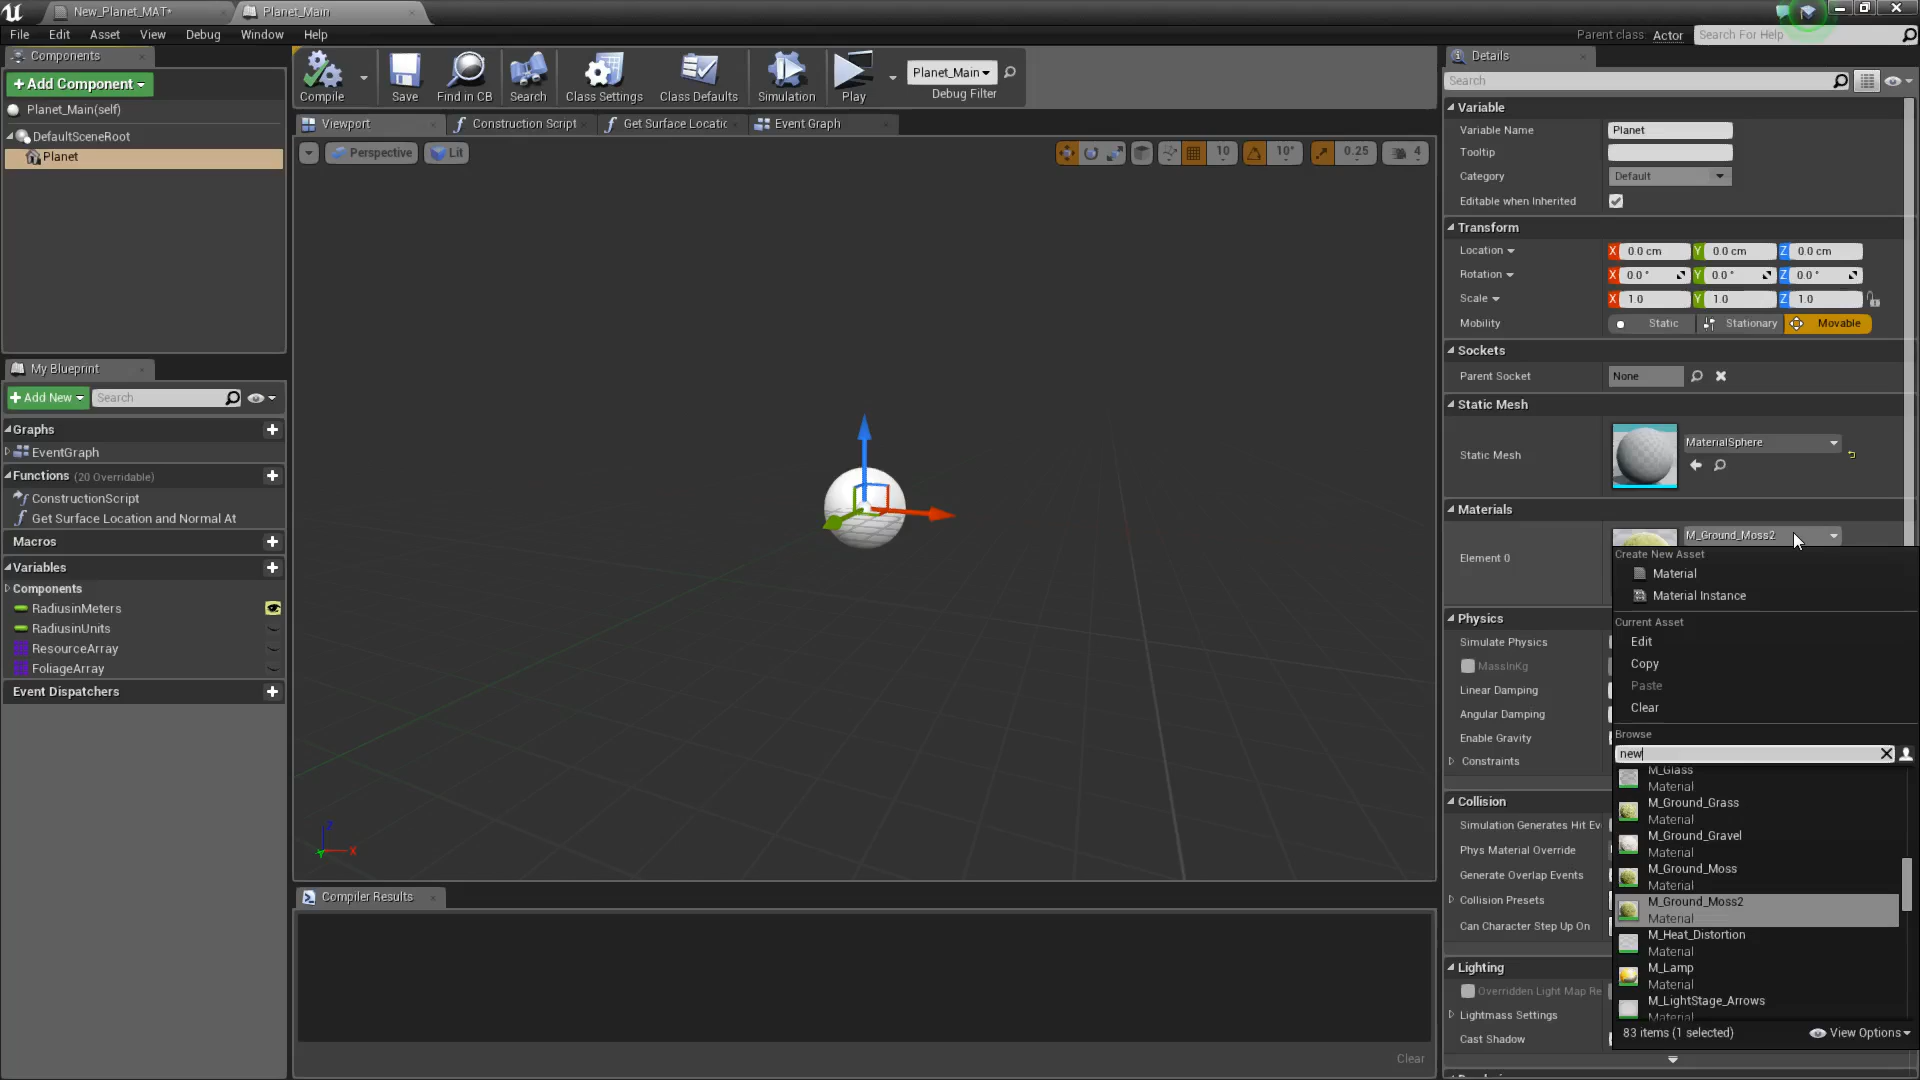 New_Planet_MAT*
Planet_Main
File Edit Asset View Debug Window Help
Parent class: Actor
Search For Help
Components
+Add Component
Planet_Main(self)
DefaultSceneRoot
Planet
Compile
Save
Find in CB
Search
Class Settings
Class Defaults
Simulation
Play
Planet_Main
Debug Filter
Viewport
Construction Script
Get Surface Locatic
Event Graph
Perspective
Lit
10
10°
0.25
4
X
My Blueprint
+Add New
Search
Graphs
EventGraph
Functions (20 Overridable)
ConstructionScript
Get Surface Location and Normal At
Macros
Variables
Components
RadiusinMeters
RadiusinUnits
ResourceArray
FoliageArray
Event Dispatchers
Compiler Results
Clear
Details
Search
Variable
Variable Name Planet
Tooltip
Category Default
Editable when Inherited
Transform
Location X 0.0 cm Y 0.0 cm Z 0.0 cm
Rotation X 0.0 ° Y 0.0 ° Z 0.0 °
Scale X 1.0 Y 1.0 Z 1.0
Mobility Static Stationary Movable
Sockets
Parent Socket None
Static Mesh
Static Mesh MaterialSphere
Materials
Element 0 M_Ground_Moss2
Physics
Simulate Physics
MassInKg
Linear Damping
Angular Damping
Enable Gravity
Constraints
Collision
Simulation Generates Hit Ev
Phys Material Override
Generate Overlap Events
Collision Presets
Can Character Step Up On
Lighting
Overridden Light Map Re
Lightmass Settings
Cast Shadow
Create New Asset
Material
Material Instance
Current Asset
Edit
Copy
Paste
Clear
Browse
new
M_Glass
Material
M_Ground_Grass
Material
M_Ground_Gravel
Material
M_Ground_Moss
Material
M_Ground_Moss2
Material
M_Heat_Distortion
Material
M_Lamp
Material
M_LightStage_Arrows
Material
83 items (1 selected)
View Options